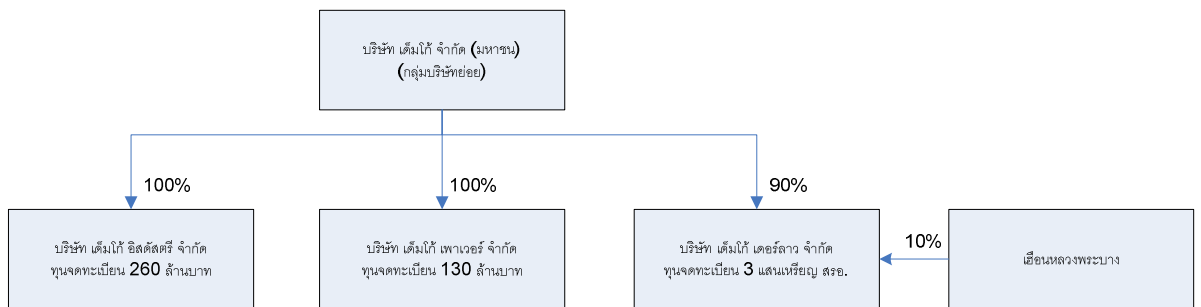 บริษัท เด็มโก้ จำกัด (มหาชน)
(กลุ่มบริษัทย่อย)
100%
100%
90%
บริษัท เด็มโก้ อิสดัสตรี จำกัด
ทุนจดทะเบียน 260 ล้านบาท
บริษัท เด็มโก้ เพาเวอร์ จำกัด
ทุนจดทะเบียน 130 ล้านบาท
บริษัท เด็มโก้ เดอร์ลาว จำกัด
ทุนจดทะเบียน 3 แสนเหรียญ สรอ.
10%
เฮือนหลวงพระบาง